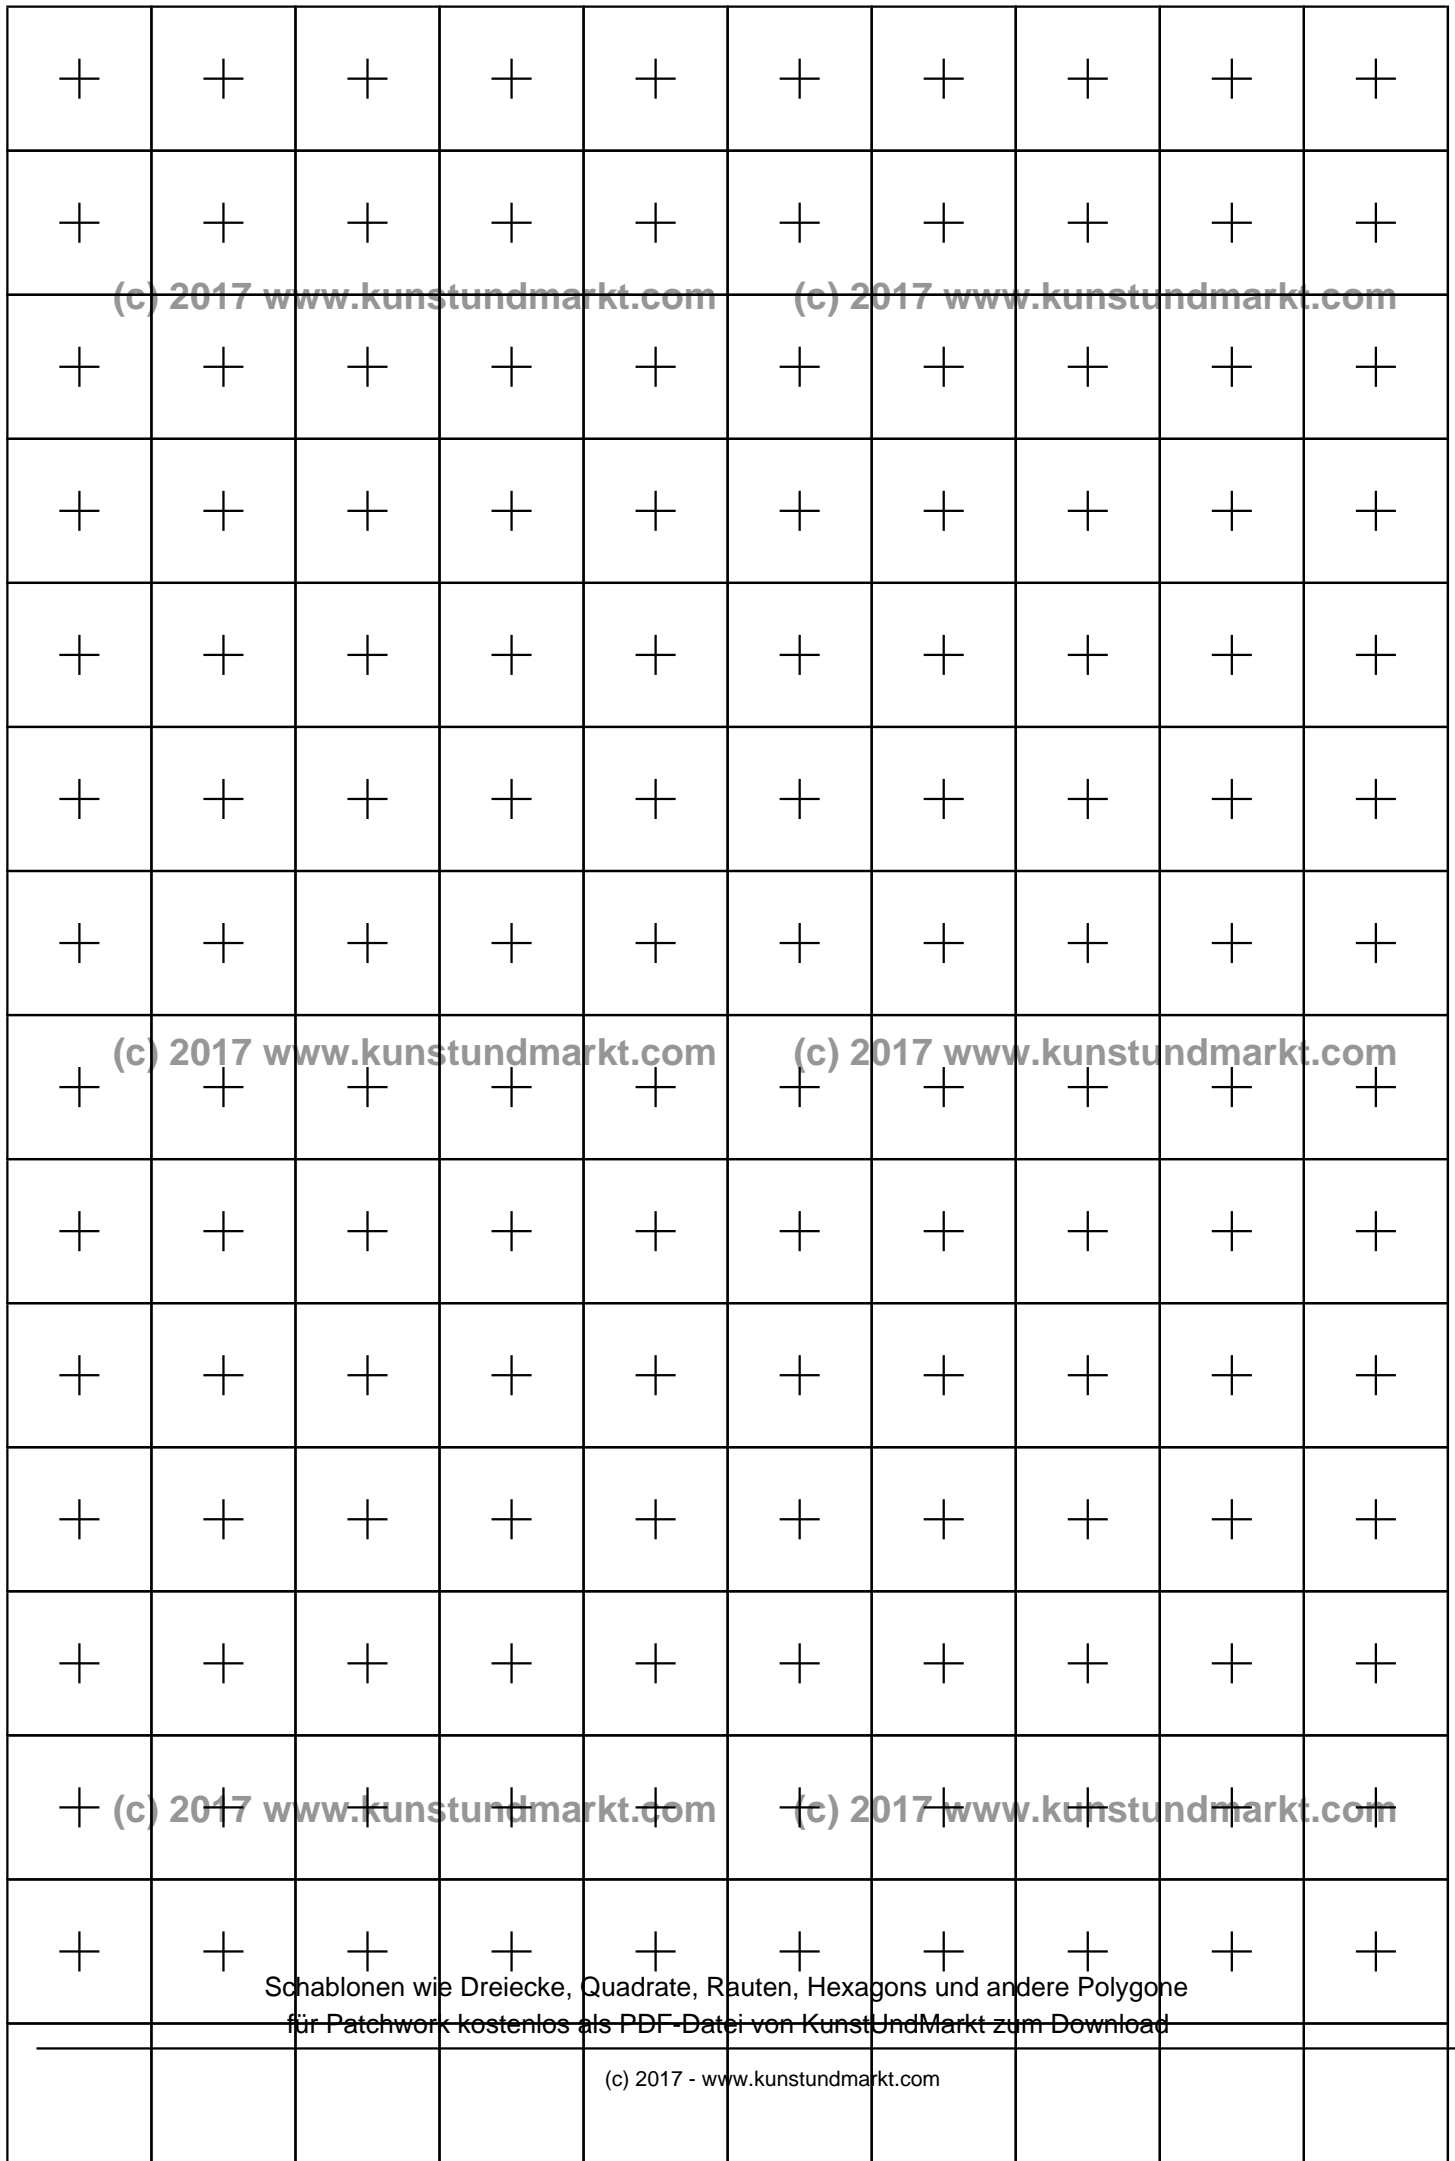 (c) 2017 www.kunstundmarkt.com (c) 2017 www.kunstundmarkt.com
(c) 2017 www.kunstundmarkt.com (c) 2017 www.kunstundmarkt.com
(c) 2017 www.kunstundmarkt.com (c) 2017 www.kunstundmarkt.com
Schablonen wie Dreiecke, Quadrate, Rauten, Hexagons und andere Polygone
für Patchwork kostenlos als PDF-Datei von KunstUndMarkt zum Download
(c) 2017 - www.kunstundmarkt.com